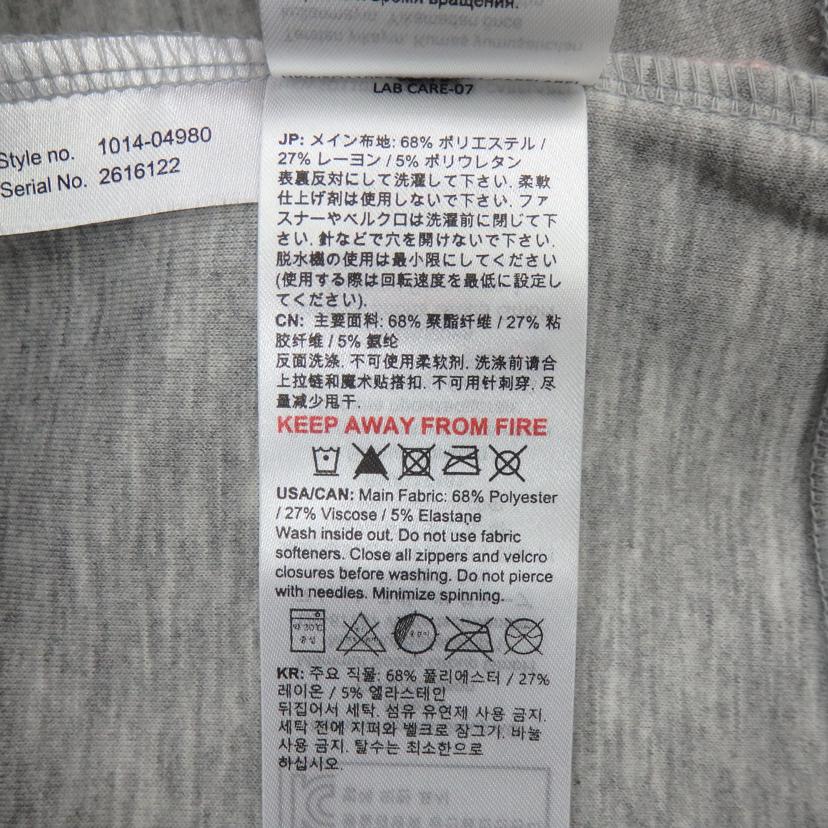 время вращения.
LAB CARE-07
Style no. 1014-04980
Serial No. 2616122
JP: メイン布地: 68% ポリエステル /
27% レーヨン / 5% ポリウレタン
表裏反対にして洗濯して下さい. 柔軟
仕上げ剤は使用しないで下さい. ファ
スナーやベルクロは洗濯前に閉じて下
さい. 針などで穴を開けないで下さい.
脱水機の使用は最小限にしてください
(使用する際は回転速度を最低に設定し
てください).
CN: 主要面料: 68% 聚酯纤维 / 27% 粘
胶纤维 / 5% 氨纶
反面洗涤. 不可使用柔软剂. 洗涤前请合
上拉链和魔术贴搭扣. 不可用针刺穿. 尽
量减少甩干.
KEEP AWAY FROM FIRE
USA/CAN: Main Fabric: 68% Polyester
/ 27% Viscose / 5% Elastane
Wash inside out. Do not use fabric
softeners. Close all zippers and velcro
closures before washing. Do not pierce
with needles. Minimize spinning.
약 30℃
중성
KR: 주요 직물: 68% 폴리에스터 / 27%
레이온 / 5% 엘라스테인
뒤집어서 세탁. 섬유 유연제 사용 금지.
세탁 전에 지퍼와 벨크로 잠그기. 바늘
사용 금지. 탈수는 최소한으로
하십시오.